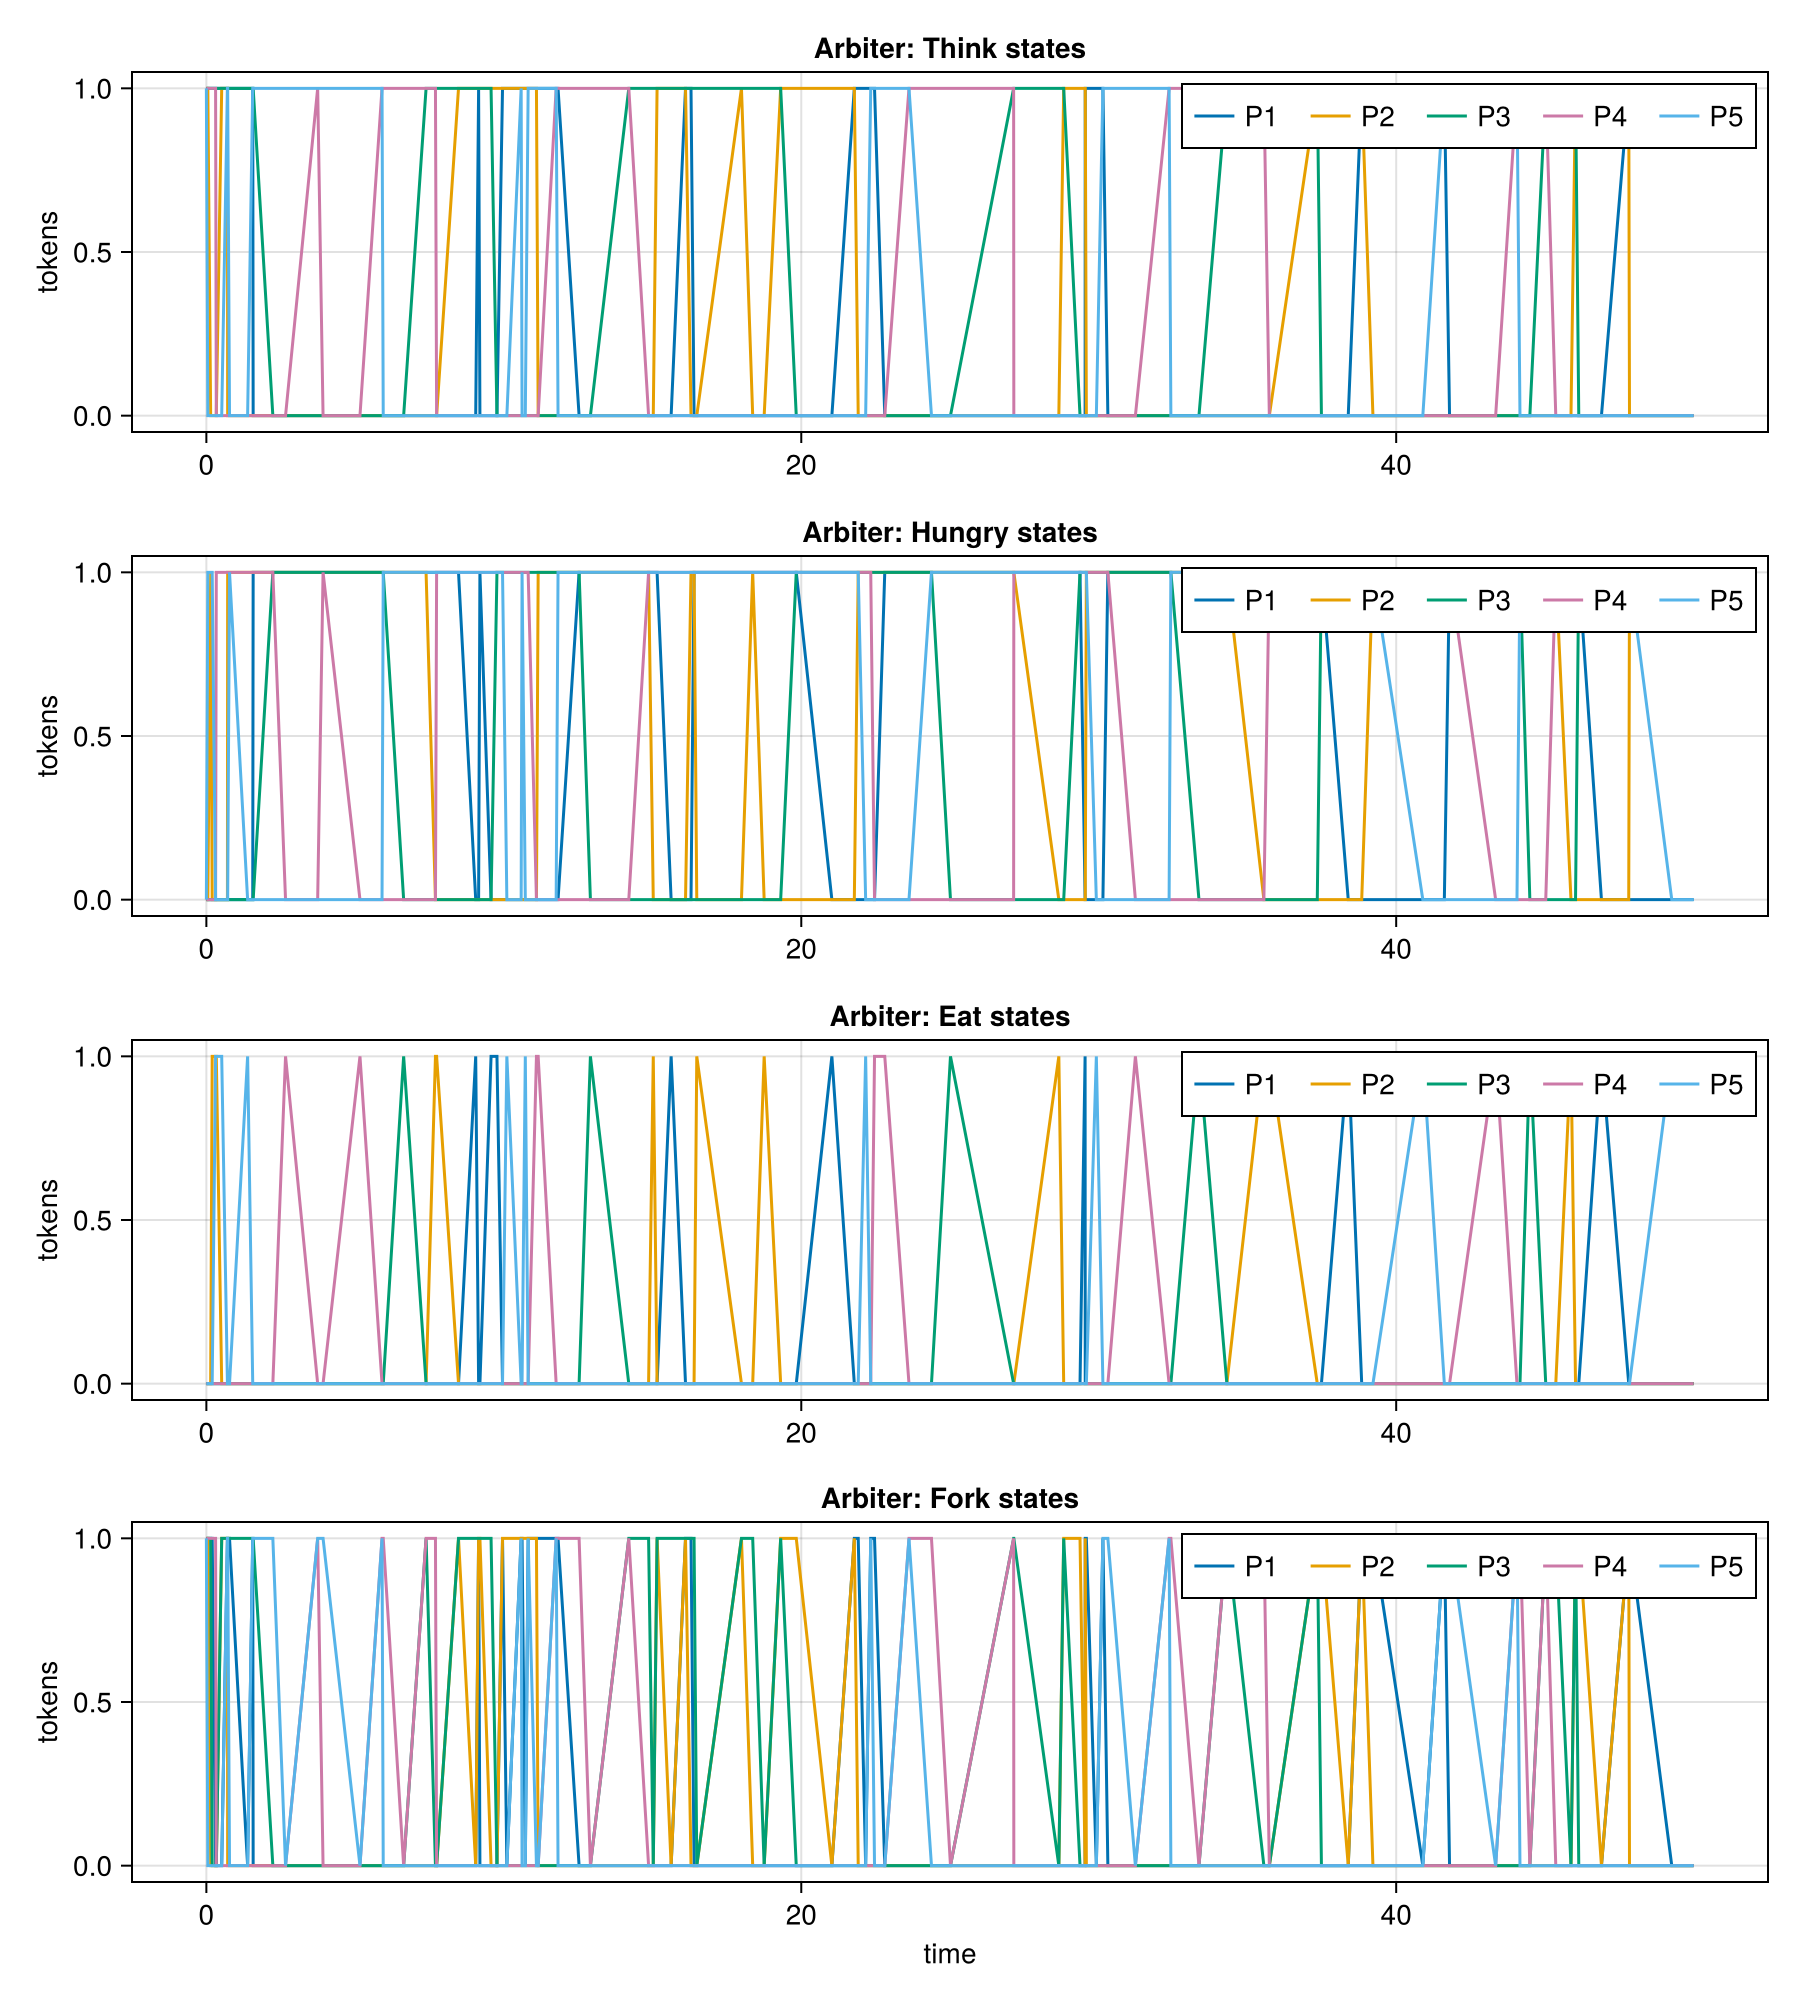 Arbiter: Think states
1.0
P1 P2 P3 P4 P5
tokens
0.5
0.0
0 20 40
Arbiter: Hungry states
1.0
P1 P2 P3 P4 P5
tokens
0.5
0.0
0 20 40
Arbiter: Eat states
1.0
P1 P2 P3 P4 P5
tokens
0.5
0.0
0 20 40
Arbiter: Fork states
1.0
P1 P2 P3 P4 P5
tokens
0.5
0.0
0 20 40
time